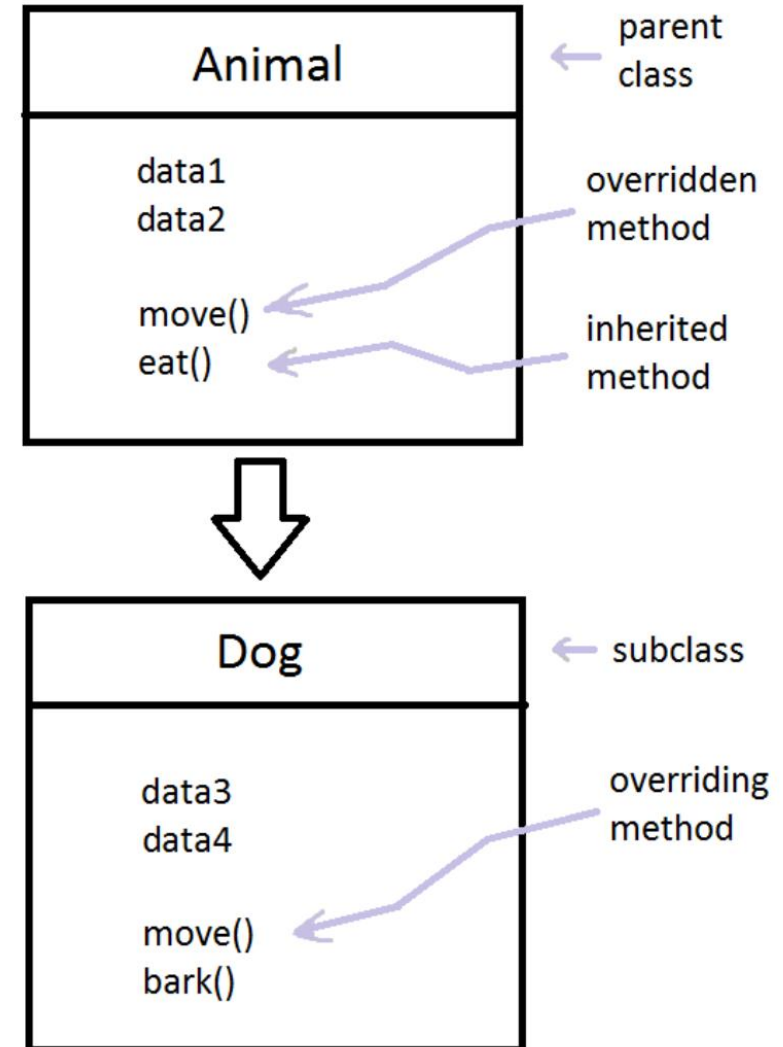 Animal
parent
class
data1
data2
overridden
method
move()
eat()
inherited
method
Dog
subclass
data3
data4
overriding
method
move()
bark()